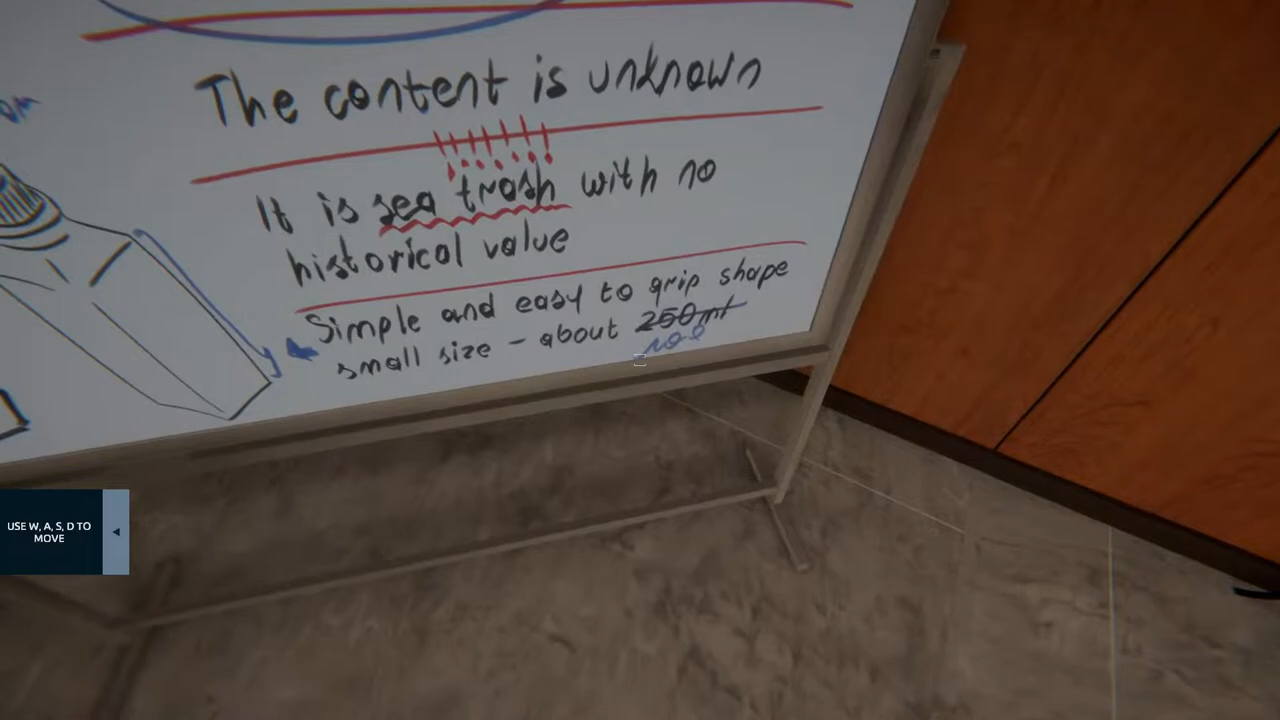 The content is unknown
It is sea trash with no
historical value
Simple and easy to grip shape
small size - about 250ml
no!
USE W, A, S, D TO
MOVE